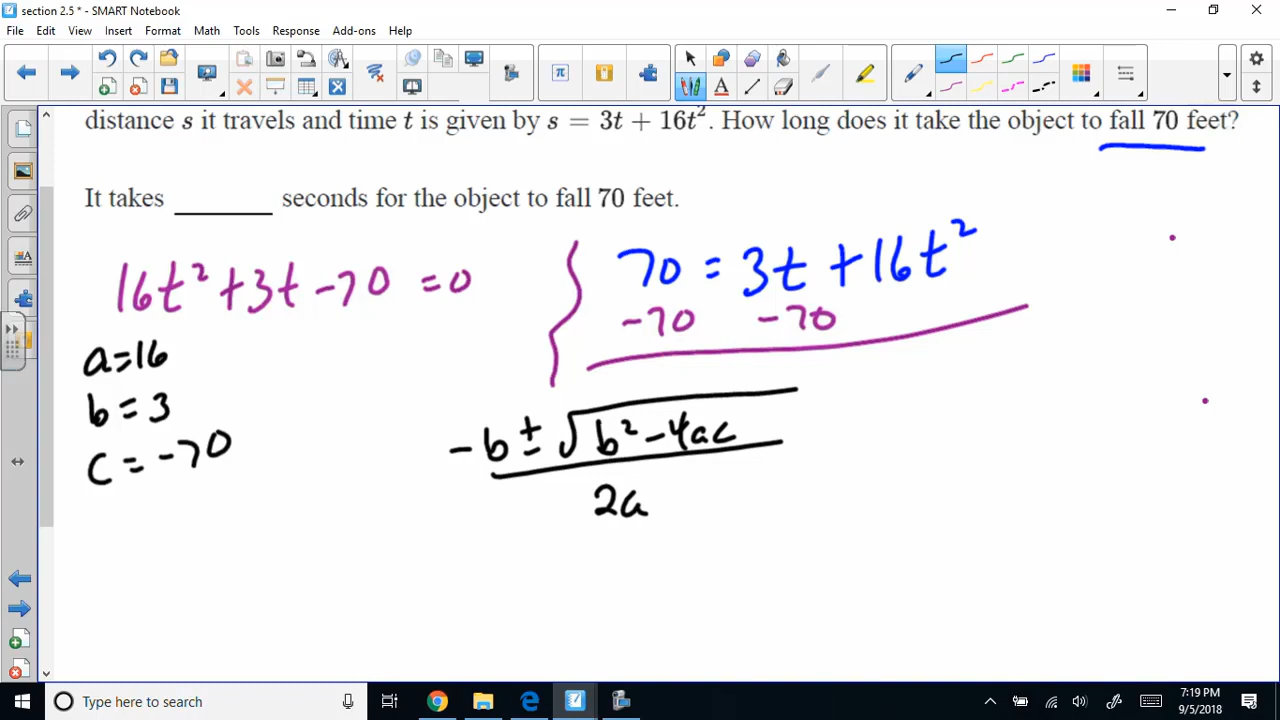 section 2.5 * - SMART Notebook
File Edit View Insert Format Math Tools Response Add-ons Help
distance s it travels and time t is given by s = 3t + 16t². How long does it take the object to fall 70 feet?
It takes ________ seconds for the object to fall 70 feet.
70 = 3t + 16t²
16t² + 3t - 70 = 0
-70 -70
a = 16
b = 3
c = -70
-b ± √b² - 4ac
2a
Type here to search
7:19 PM
9/5/2018